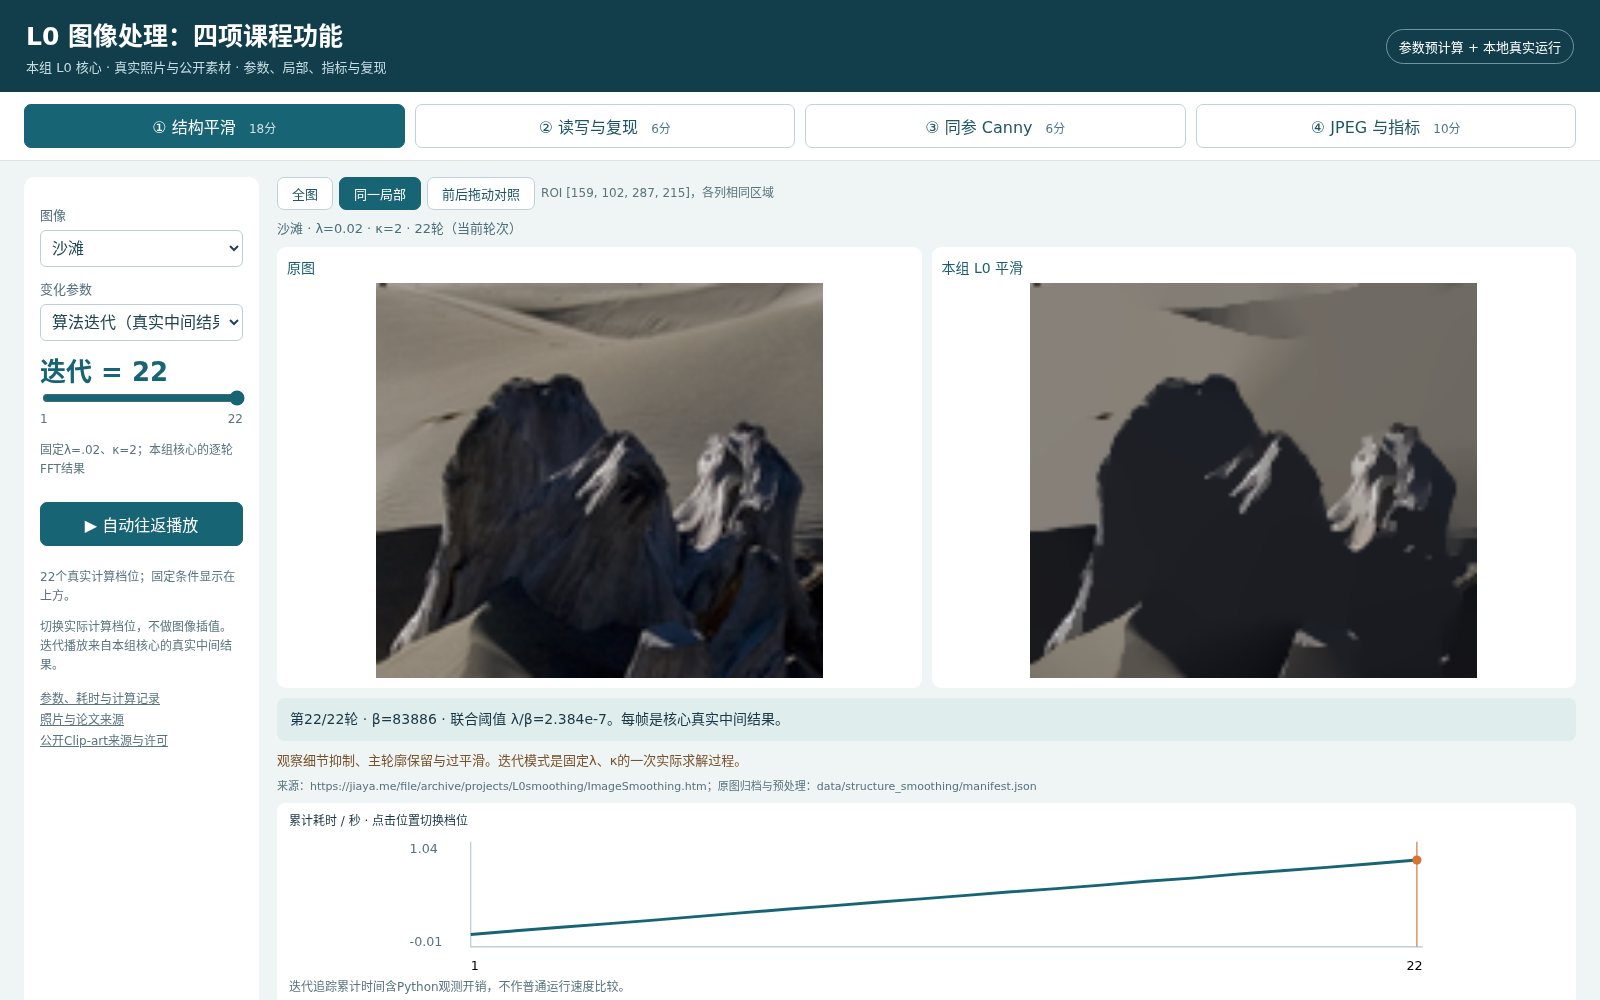 L0 图像处理：四项课程功能
本组 L0 核心 · 真实照片与公开素材 · 参数、局部、指标与复现
参数预计算 + 本地真实运行
① 结构平滑 18分
② 读写与复现 6分
③ 同参 Canny 6分
④ JPEG 与指标 10分
图像
沙滩
变化参数
算法迭代（真实中间结果
迭代 = 22
1
22
固定λ=.02、κ=2；本组核心的逐轮
FFT结果
▶ 自动往返播放
22个真实计算档位；固定条件显示在
上方。
切换实际计算档位，不做图像插值。
迭代播放来自本组核心的真实中间结
果。
参数、耗时与计算记录
照片与论文来源
公开Clip-art来源与许可
全图
同一局部
前后拖动对照
ROI [159, 102, 287, 215]，各列相同区域
沙滩 · λ=0.02 · κ=2 · 22轮（当前轮次）
原图
本组 L0 平滑
第22/22轮 · β=83886 · 联合阈值 λ/β=2.384e-7。每帧是核心真实中间结果。
观察细节抑制、主轮廓保留与过平滑。迭代模式是固定λ、κ的一次实际求解过程。
来源：https://jiaya.me/file/archive/projects/L0smoothing/ImageSmoothing.htm；原图归档与预处理：data/structure_smoothing/manifest.json
累计耗时 / 秒 · 点击位置切换档位
1.04
-0.01
1
22
迭代追踪累计时间含Python观测开销，不作普通运行速度比较。